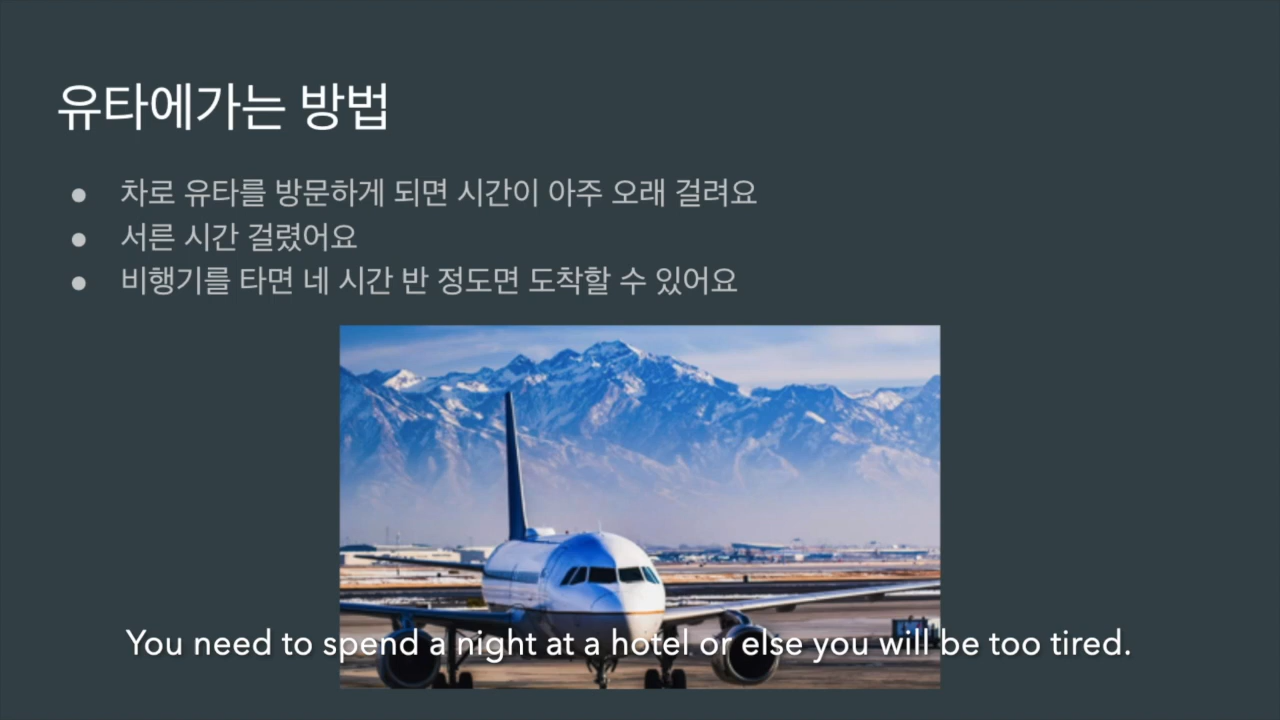 유타에가는 방법
● 차로 유타를 방문하게 되면 시간이 아주 오래 걸려요
● 서른 시간 걸렸어요
● 비행기를 타면 네 시간 반 정도면 도착할 수 있어요
You need to spend a night at a hotel or else you will be too tired.